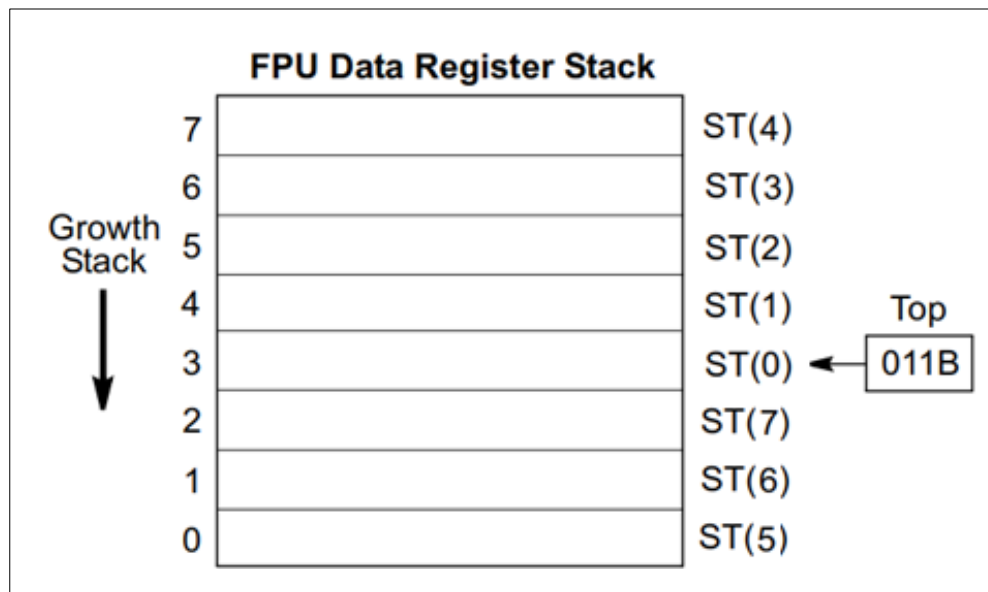 FPU Data Register Stack
7 ST(4)
6 ST(3)
Growth
Stack
5 ST(2)
4 ST(1)
Top
3 ST(0) 011B
2 ST(7)
1 ST(6)
0 ST(5)